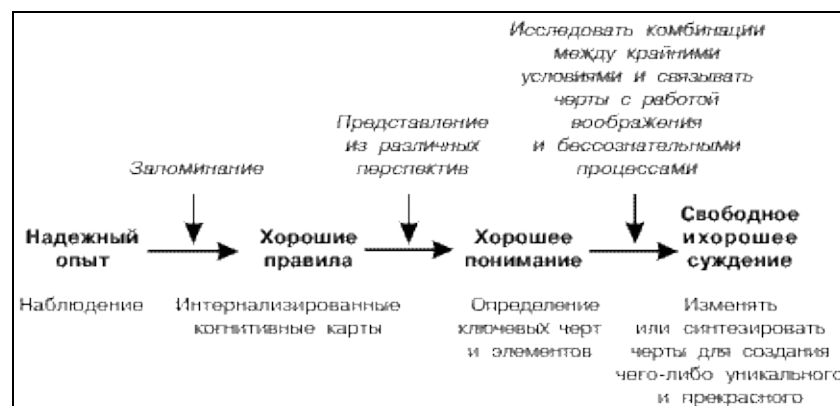 Исследовать комбинации
между крайними
условиями и связывать
черты с работой
воображения
и бессознательными
процессами
Представление
из различных
перспектив
Запоминание
Надежный
опыт
Хорошие
правила
Хорошее
понимание
Свободное
и хорошее
суждение
Наблюдение
Интернализированные
когнитивные карты
Определение
ключевых черт
и элементов
Изменять
или синтезировать
черты для создания
чего-либо уникального
и прекрасного